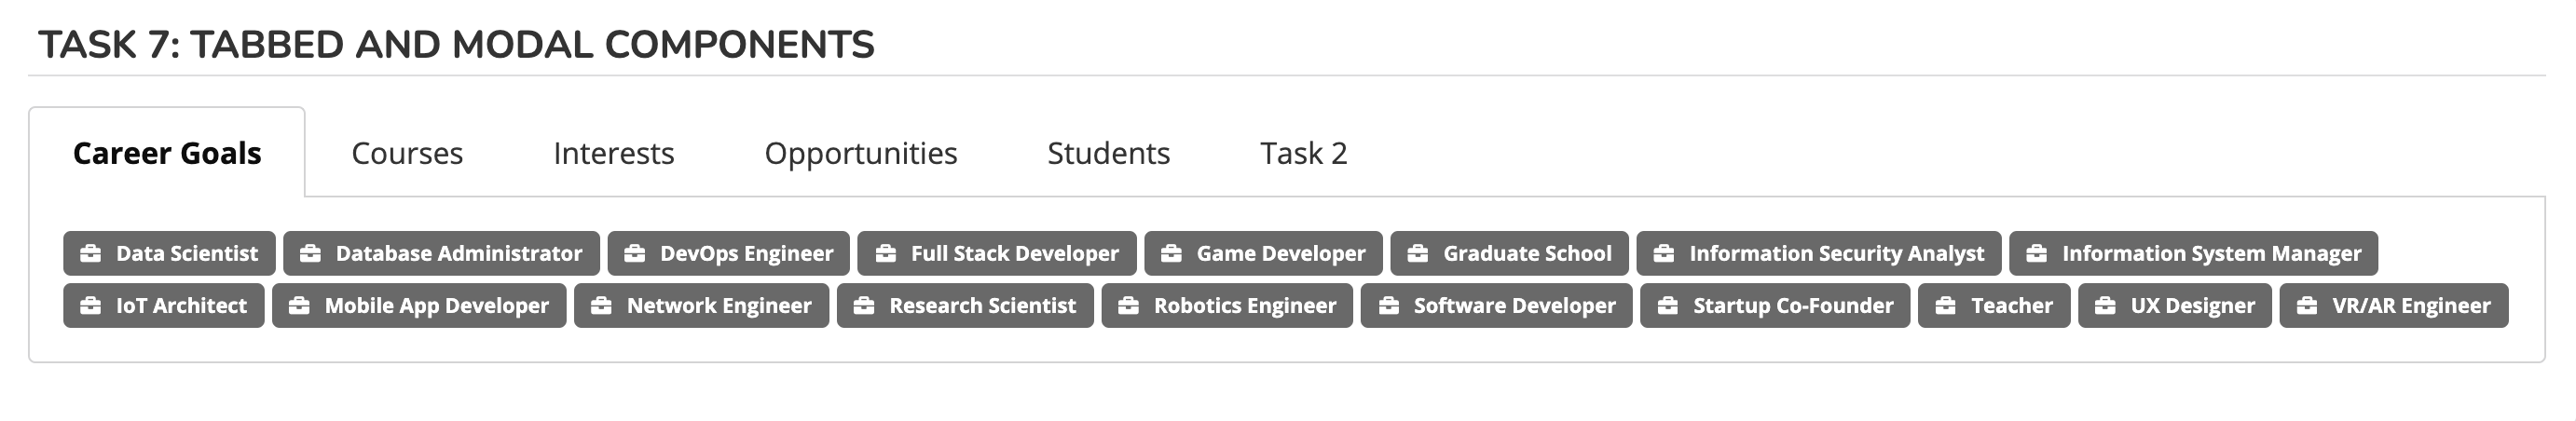 TASK 7: TABBED AND MODAL COMPONENTS
Career Goals Courses Interests Opportunities Students Task 2
Data Scientist Database Administrator DevOps Engineer Full Stack Developer Game Developer Graduate School Information Security Analyst Information System Manager
IoT Architect Mobile App Developer Network Engineer Research Scientist Robotics Engineer Software Developer Startup Co-Founder Teacher UX Designer VR/AR Engineer